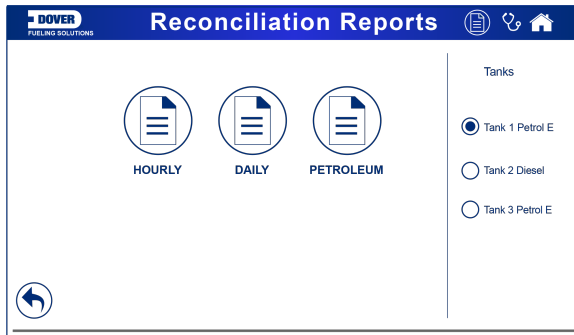 DOVER
FUELING SOLUTIONS
Reconciliation Reports
Tanks
HOURLY
DAILY
PETROLEUM
Tank 1 Petrol E
Tank 2 Diesel
Tank 3 Petrol E